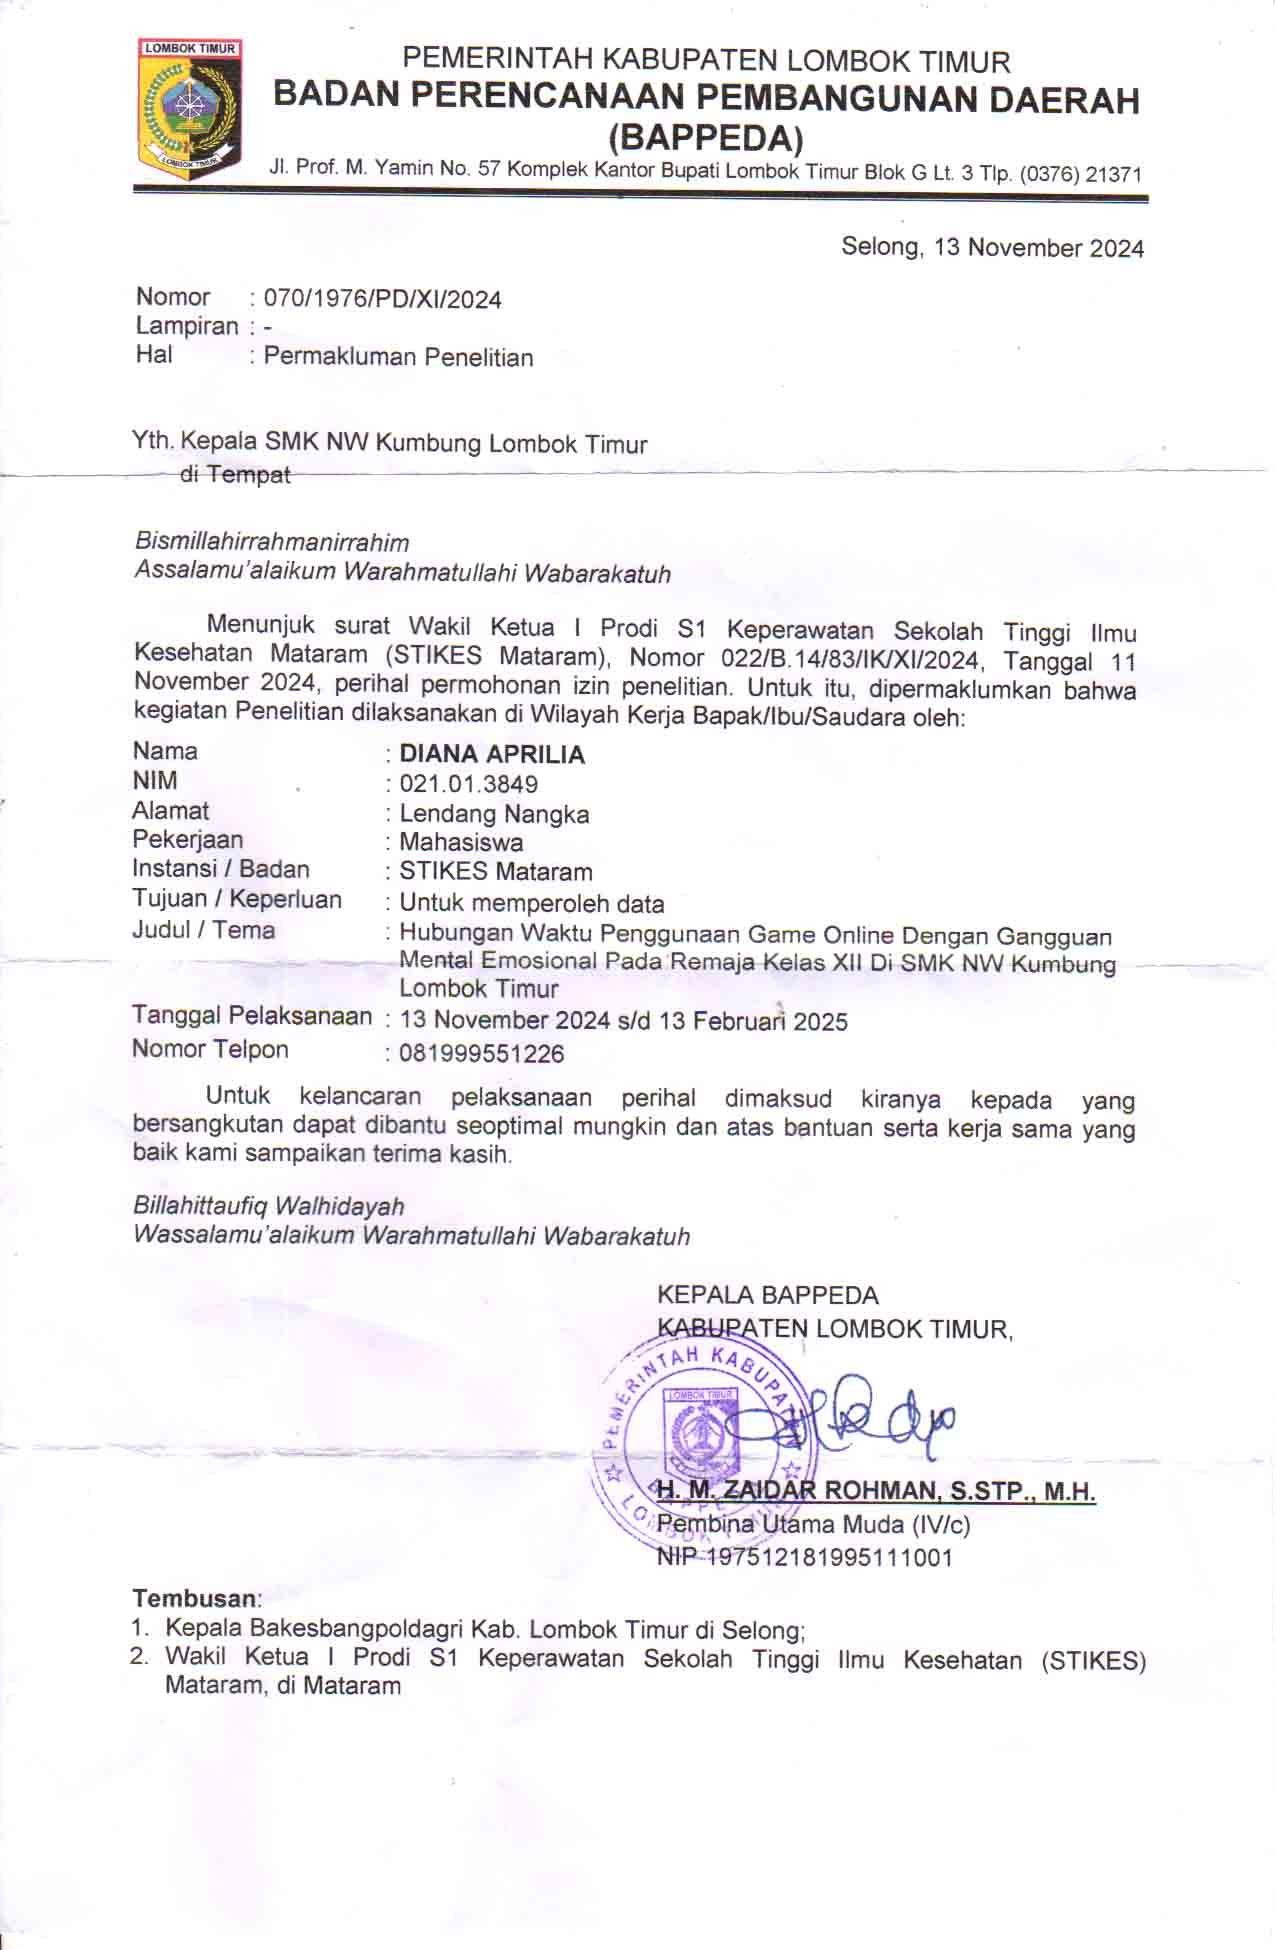 LOMBOK TIMUR
LOMBOK TIMUR
PEMERINTAH KABUPATEN LOMBOK TIMUR
BADAN PERENCANAAN PEMBANGUNAN DAERAH
(BAPPEDA)
Jl. Prof. M. Yamin No. 57 Komplek Kantor Bupati Lombok Timur Blok G Lt. 3 Tlp. (0376) 21371
Selong, 13 November 2024
Nomor : 070/1976/PD/XI/2024
Lampiran : -
Hal : Permakluman Penelitian
Yth. Kepala SMK NW Kumbung Lombok Timur
di Tempat
Bismillahirrahmanirrahim
Assalamu'alaikum Warahmatullahi Wabarakatuh
Menunjuk surat Wakil Ketua I Prodi S1 Keperawatan Sekolah Tinggi Ilmu
Kesehatan Mataram (STIKES Mataram), Nomor 022/B.14/83/IK/XI/2024, Tanggal 11
November 2024, perihal permohonan izin penelitian. Untuk itu, dipermaklumkan bahwa
kegiatan Penelitian dilaksanakan di Wilayah Kerja Bapak/Ibu/Saudara oleh:
Nama : DIANA APRILIA
NIM : 021.01.3849
Alamat : Lendang Nangka
Pekerjaan : Mahasiswa
Instansi / Badan : STIKES Mataram
Tujuan / Keperluan : Untuk memperoleh data
Judul / Tema : Hubungan Waktu Penggunaan Game Online Dengan Gangguan
Mental Emosional Pada Remaja Kelas XII Di SMK NW Kumbung
Lombok Timur
Tanggal Pelaksanaan : 13 November 2024 s/d 13 Februari 2025
Nomor Telpon : 081999551226
Untuk kelancaran pelaksanaan perihal dimaksud kiranya kepada yang
bersangkutan dapat dibantu seoptimal mungkin dan atas bantuan serta kerja sama yang
baik kami sampaikan terima kasih.
Billahittaufiq Walhidayah
Wassalamu'alaikum Warahmatullahi Wabarakatuh
KEPALA BAPPEDA
KABUPATEN LOMBOK TIMUR,
PEMERINTAH KABUPATEN
LOMBOK TIMUR
BAPPEDA
LOMBOK TIMUR
H. M. ZAIDAR ROHMAN, S.STP., M.H.
Pembina Utama Muda (IV/c)
NIP 197512181995111001
Tembusan:
1. Kepala Bakesbangpoldagri Kab. Lombok Timur di Selong;
2. Wakil Ketua I Prodi S1 Keperawatan Sekolah Tinggi Ilmu Kesehatan (STIKES)
Mataram, di Mataram